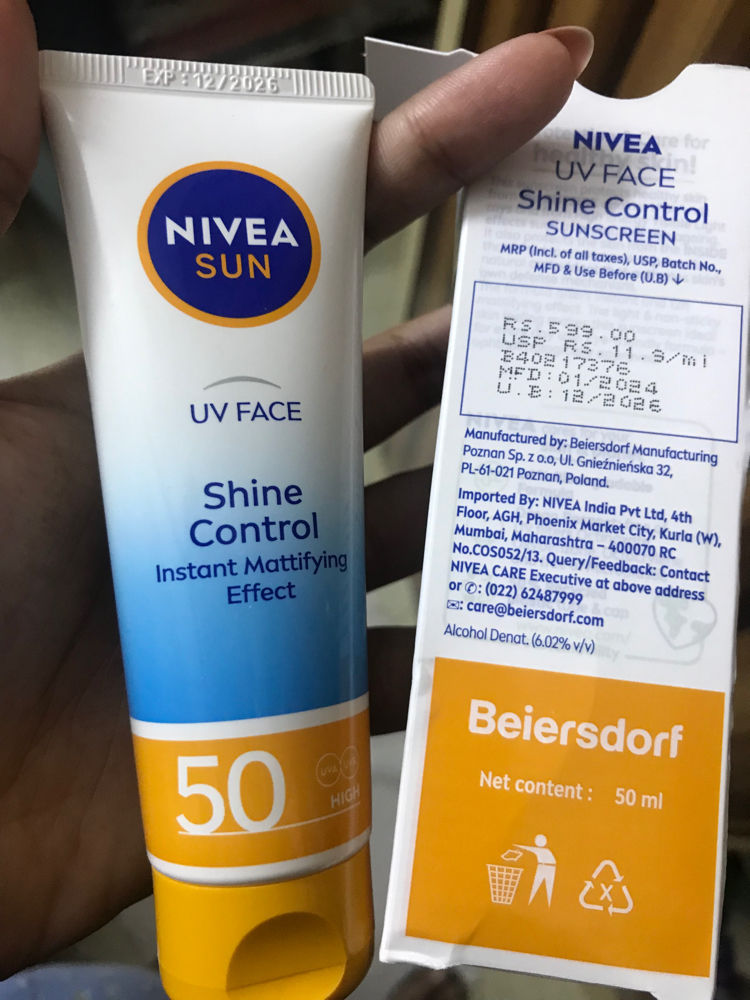 EXP : 12/2026
NIVEA
SUN
UV FACE
Shine
Control
Instant Mattifying
Effect
50
UVA
UVB
HIGH
NIVEA
UV FACE
Shine Control
SUNSCREEN
MRP (Incl. of all taxes), USP, Batch No.,
MFD & Use Before (U.B) ↓
RS.599.00
USP RS.11.9/ml
B40217376
MFD:01/2024
U.B:12/2026
Manufactured by: Beiersdorf Manufacturing
Poznan Sp. z o.o, Ul. Gnieźnieńska 32,
PL-61-021 Poznan, Poland.
Imported By: NIVEA India Pvt Ltd, 4th
Floor, AGH, Phoenix Market City, Kurla (W),
Mumbai, Maharashtra – 400070 RC
No.COS052/13. Query/Feedback: Contact
NIVEA CARE Executive at above address
or ✆: (022) 62487999
✉: care@beiersdorf.com
Alcohol Denat. (6.02% v/v)
Beiersdorf
Net content : 50 ml
X